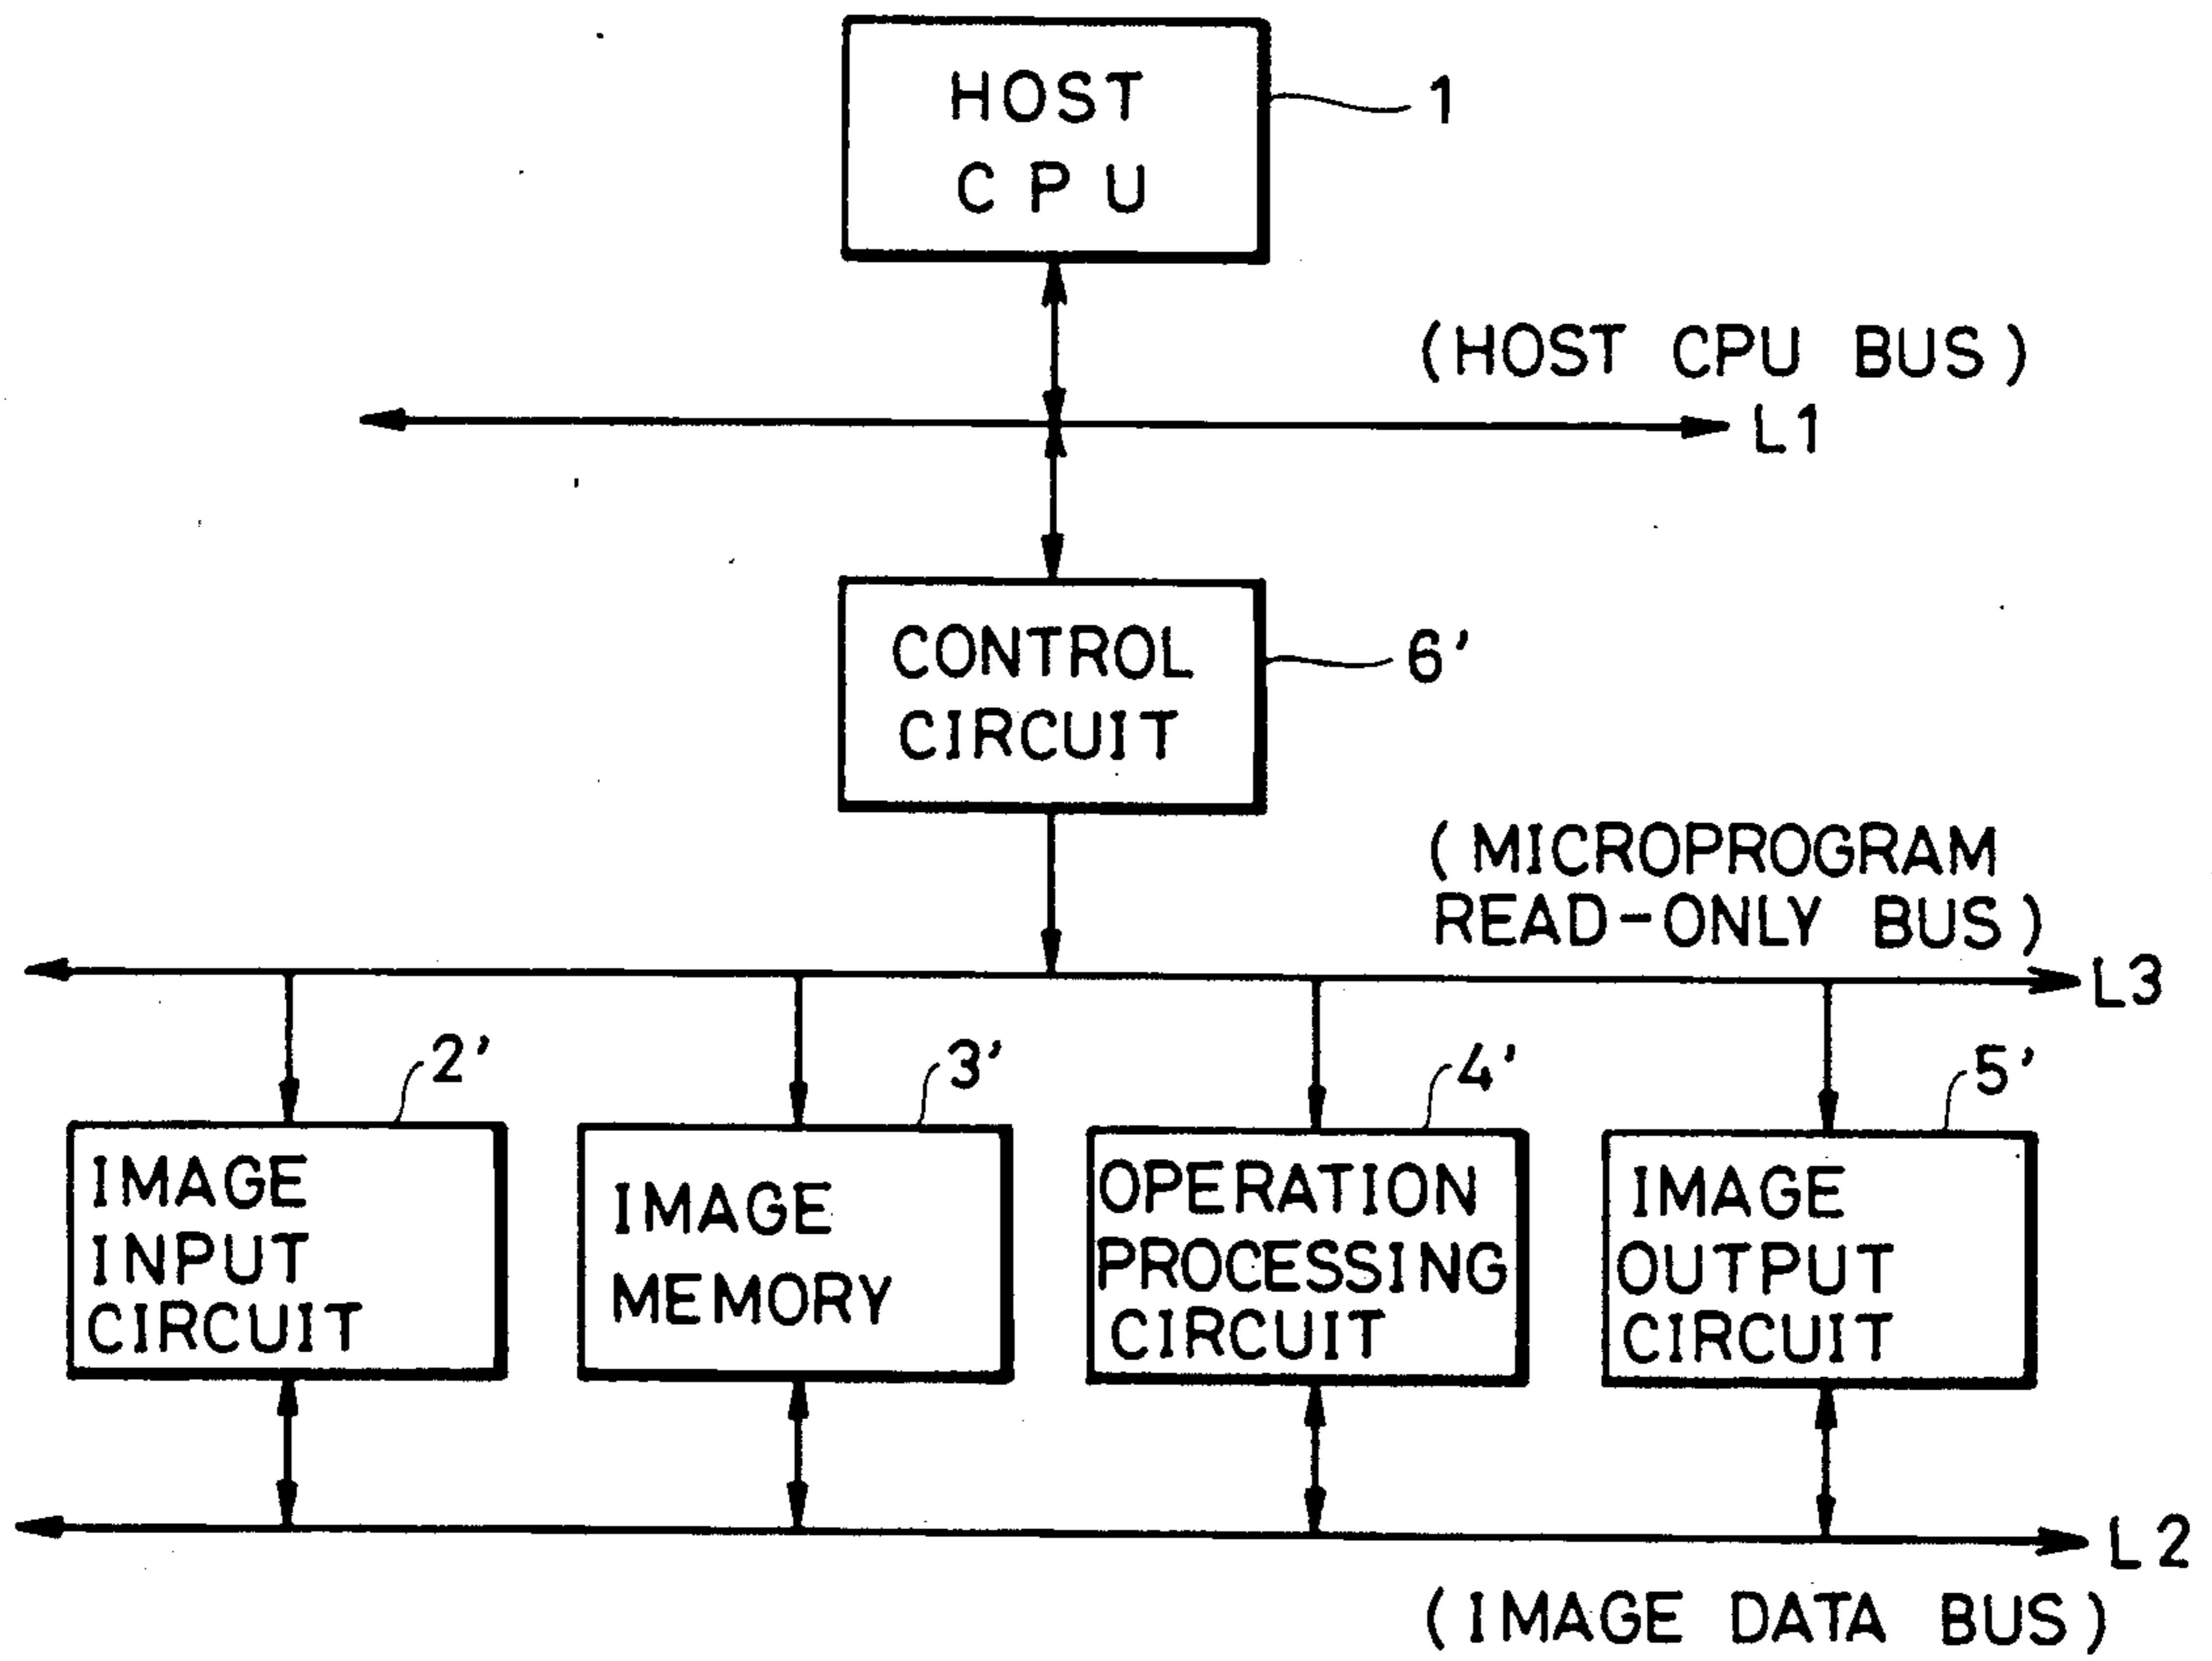 HOST
CPU
1
(HOST CPU BUS)
L1
CONTROL
CIRCUIT
6'
(MICROPROGRAM
READ-ONLY BUS)
L3
2'
3'
4'
5'
IMAGE
INPUT
CIRCUIT
IMAGE
MEMORY
OPERATION
PROCESSING
CIRCUIT
IMAGE
OUTPUT
CIRCUIT
L2
(IMAGE DATA BUS)